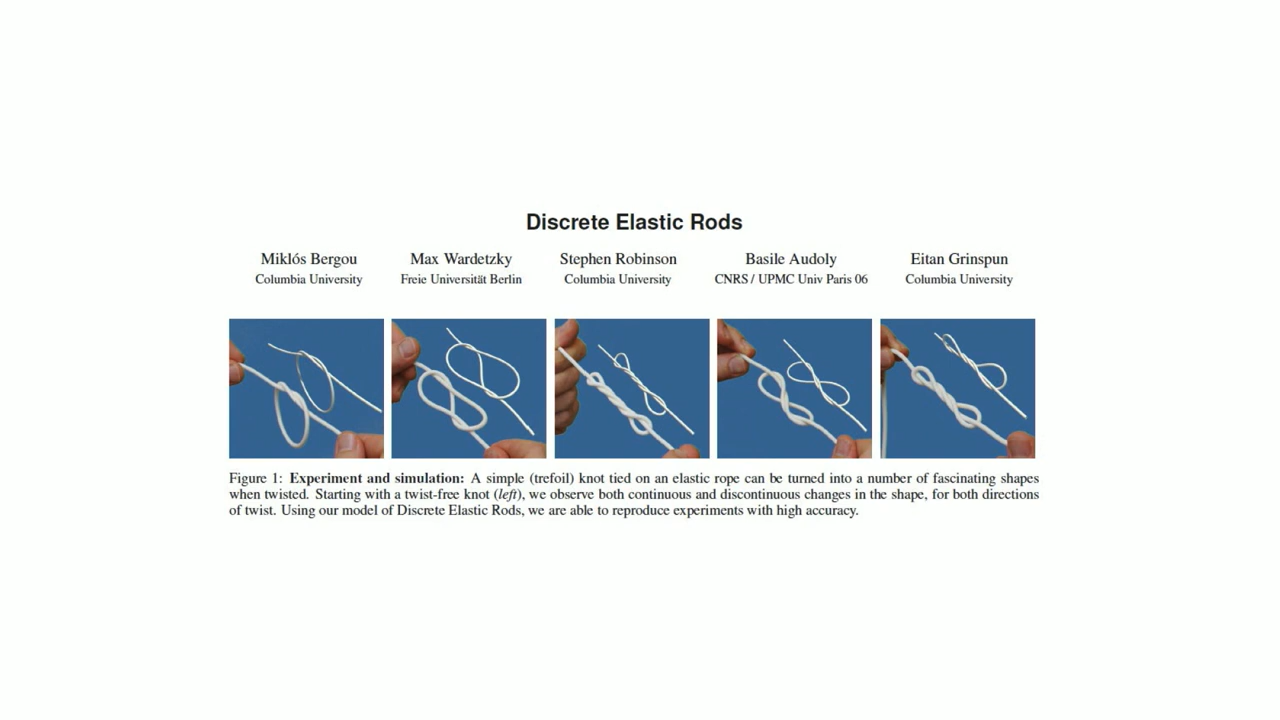 Discrete Elastic Rods
Miklós Bergou Max Wardetzky Stephen Robinson Basile Audoly Eitan Grinspun
Columbia University Freie Universität Berlin Columbia University CNRS / UPMC Univ Paris 06 Columbia University
Figure 1: Experiment and simulation: A simple (trefoil) knot tied on an elastic rope can be turned into a number of fascinating shapes
when twisted. Starting with a twist-free knot (left), we observe both continuous and discontinuous changes in the shape, for both directions
of twist. Using our model of Discrete Elastic Rods, we are able to reproduce experiments with high accuracy.